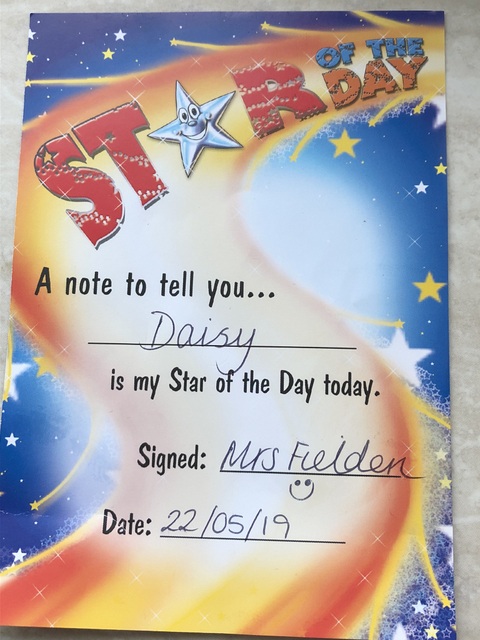 STAR OF THE DAY
A note to tell you...
Daisy
is my Star of the Day today.
Signed: Mrs Fielden
Date: 22/05/19